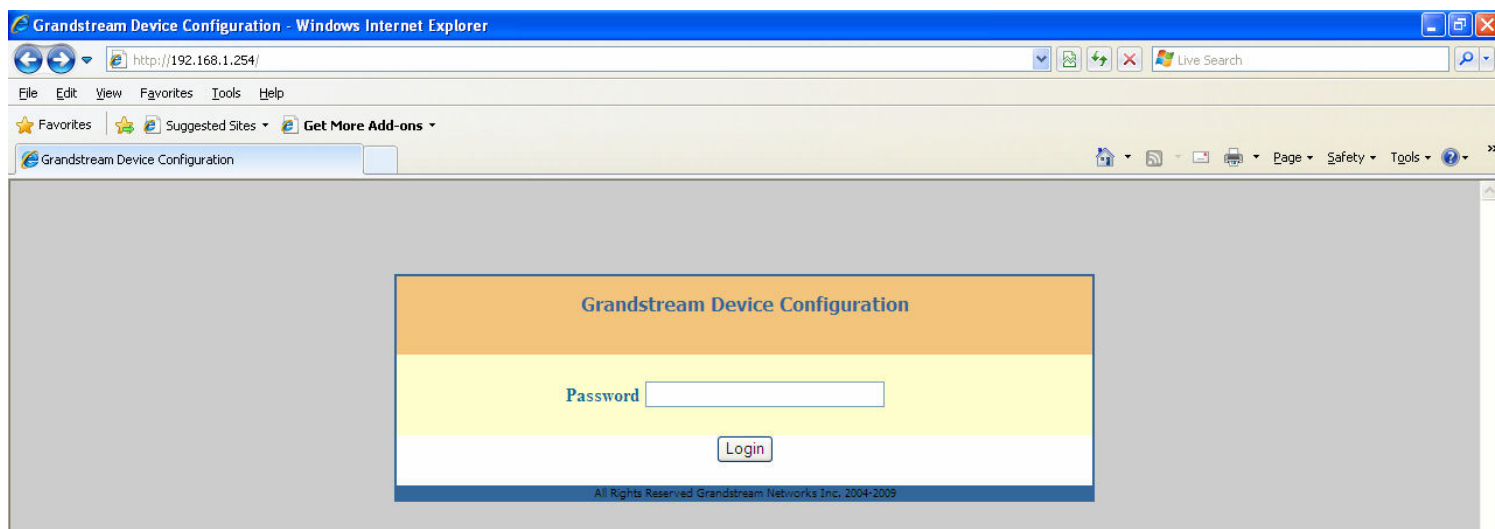 Grandstream Device Configuration - Windows Internet Explorer
http://192.168.1.254/
Live Search
File Edit View Favorites Tools Help
Favorites Suggested Sites Get More Add-ons
Grandstream Device Configuration
Page Safety Tools
Grandstream Device Configuration
Password
Login
All Rights Reserved Grandstream Networks Inc. 2004-2009